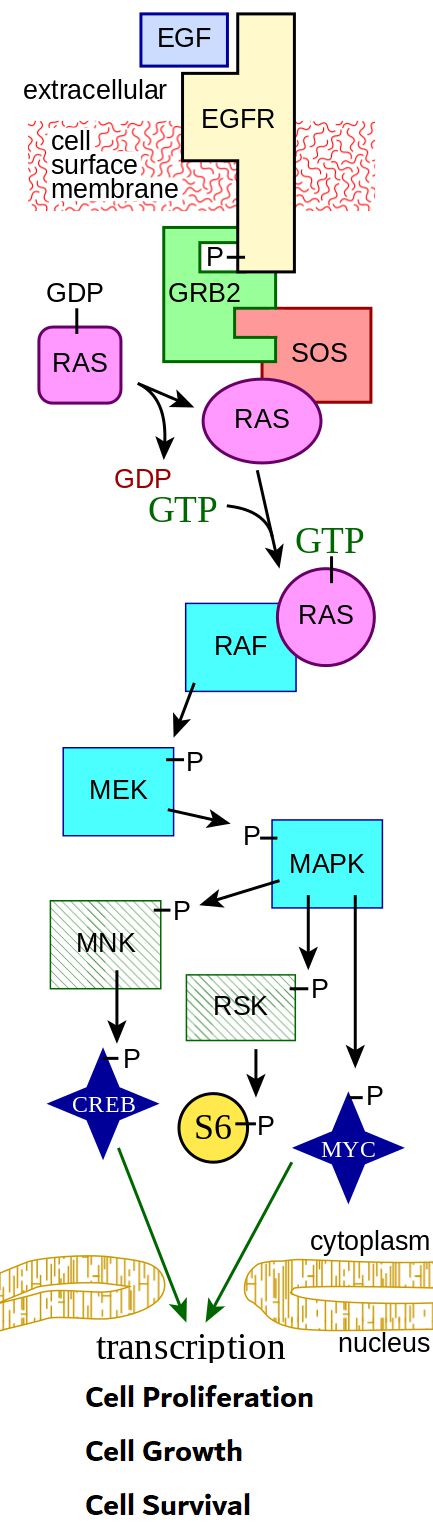 EGF
extracellular
EGFR
cell
surface
membrane
P
GRB2
GDP
SOS
RAS
RAS
GDP
GTP
GTP
RAS
RAF
P
MEK
P
MAPK
P
MNK
P
RSK
P
CREB
P
S6
P
P
MYC
cytoplasm
nucleus
transcription
Cell Proliferation
Cell Growth
Cell Survival